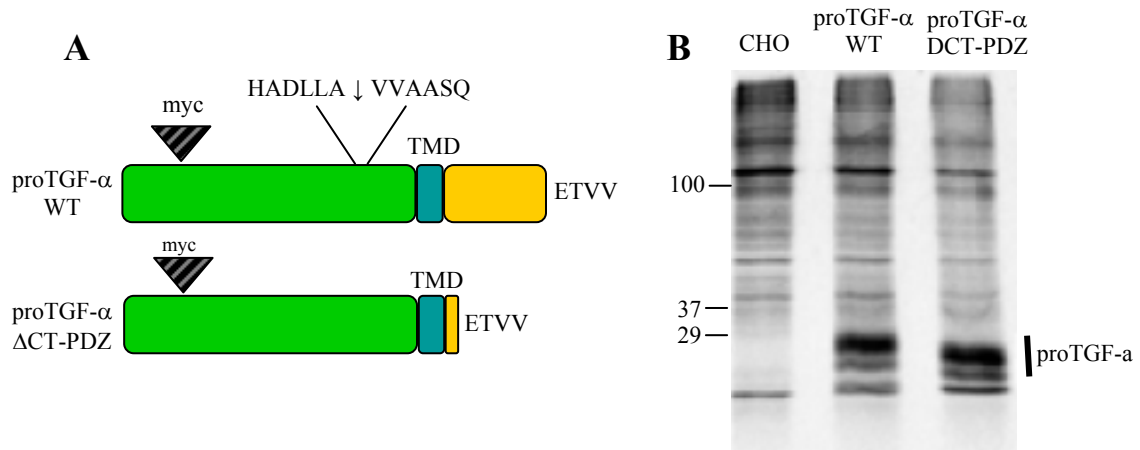 A
HADLLA ↓ VVAASQ
myc
TMD
proTGF-α
WT
ETVV
myc
TMD
proTGF-α
ΔCT-PDZ
ETVV
B
CHO
proTGF-α
WT
proTGF-α
DCT-PDZ
100
37
29
proTGF-a